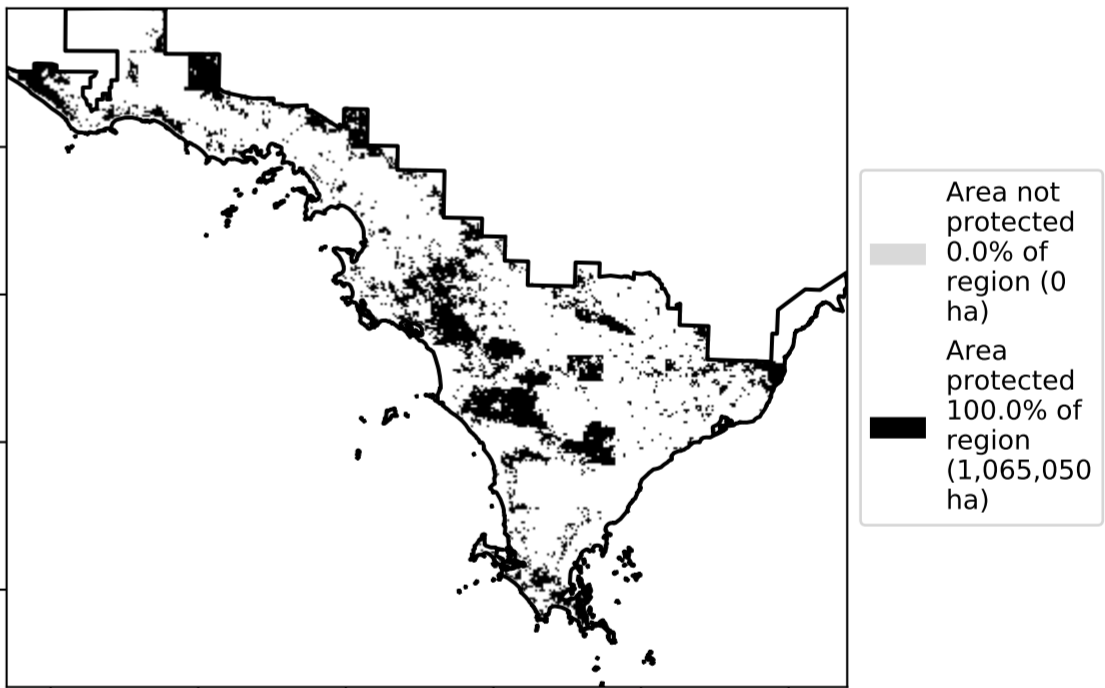 Area not
protected
0.0% of
region (0
ha)
Area
protected
100.0% of
region
(1,065,050
ha)